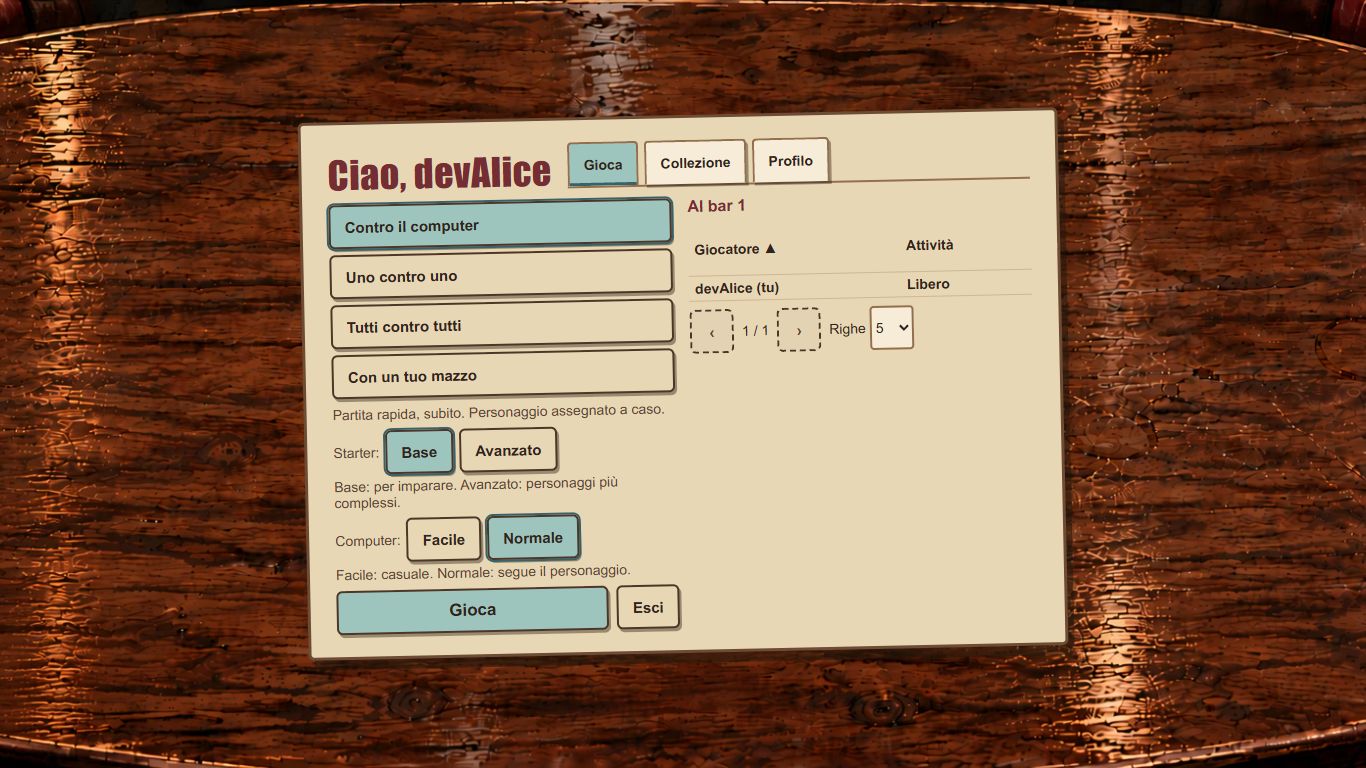 Ciao, devAlice
Gioca
Collezione
Profilo
Contro il computer
Uno contro uno
Tutti contro tutti
Con un tuo mazzo
Partita rapida, subito. Personaggio assegnato a caso.
Starter: Base Avanzato
Base: per imparare. Avanzato: personaggi più
complessi.
Computer: Facile Normale
Facile: casuale. Normale: segue il personaggio.
Gioca Esci
Al bar 1
Giocatore ▲ Attività
devAlice (tu) Libero
‹ 1 / 1 › Righe 5